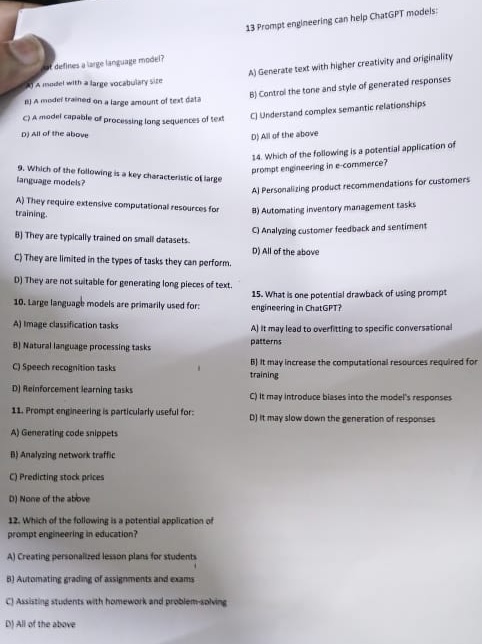 defines a large language model?
A) A model with a large vocabulary size
B) A model trained on a large amount of text data
C) A model capable of processing long sequences of text
D) All of the above
9. Which of the following is a key characteristic of large
language models?
A) They require extensive computational resources for
training.
B) They are typically trained on small datasets.
C) They are limited in the types of tasks they can perform.
D) They are not suitable for generating long pieces of text.
10. Large language models are primarily used for:
A) Image classification tasks
B) Natural language processing tasks
C) Speech recognition tasks
D) Reinforcement learning tasks
11. Prompt engineering is particularly useful for:
A) Generating code snippets
B) Analyzing network traffic
C) Predicting stock prices
D) None of the above
12. Which of the following is a potential application of
prompt engineering in education?
A) Creating personalized lesson plans for students
B) Automating grading of assignments and exams
C) Assisting students with homework and problem-solving
D) All of the above
13 Prompt engineering can help ChatGPT models:
A) Generate text with higher creativity and originality
B) Control the tone and style of generated responses
C) Understand complex semantic relationships
D) All of the above
14. Which of the following is a potential application of
prompt engineering in e-commerce?
A) Personalizing product recommendations for customers
B) Automating inventory management tasks
C) Analyzing customer feedback and sentiment
D) All of the above
15. What is one potential drawback of using prompt
engineering in ChatGPT?
A) It may lead to overfitting to specific conversational
patterns
B) It may increase the computational resources required for
training
C) It may introduce biases into the model's responses
D) It may slow down the generation of responses